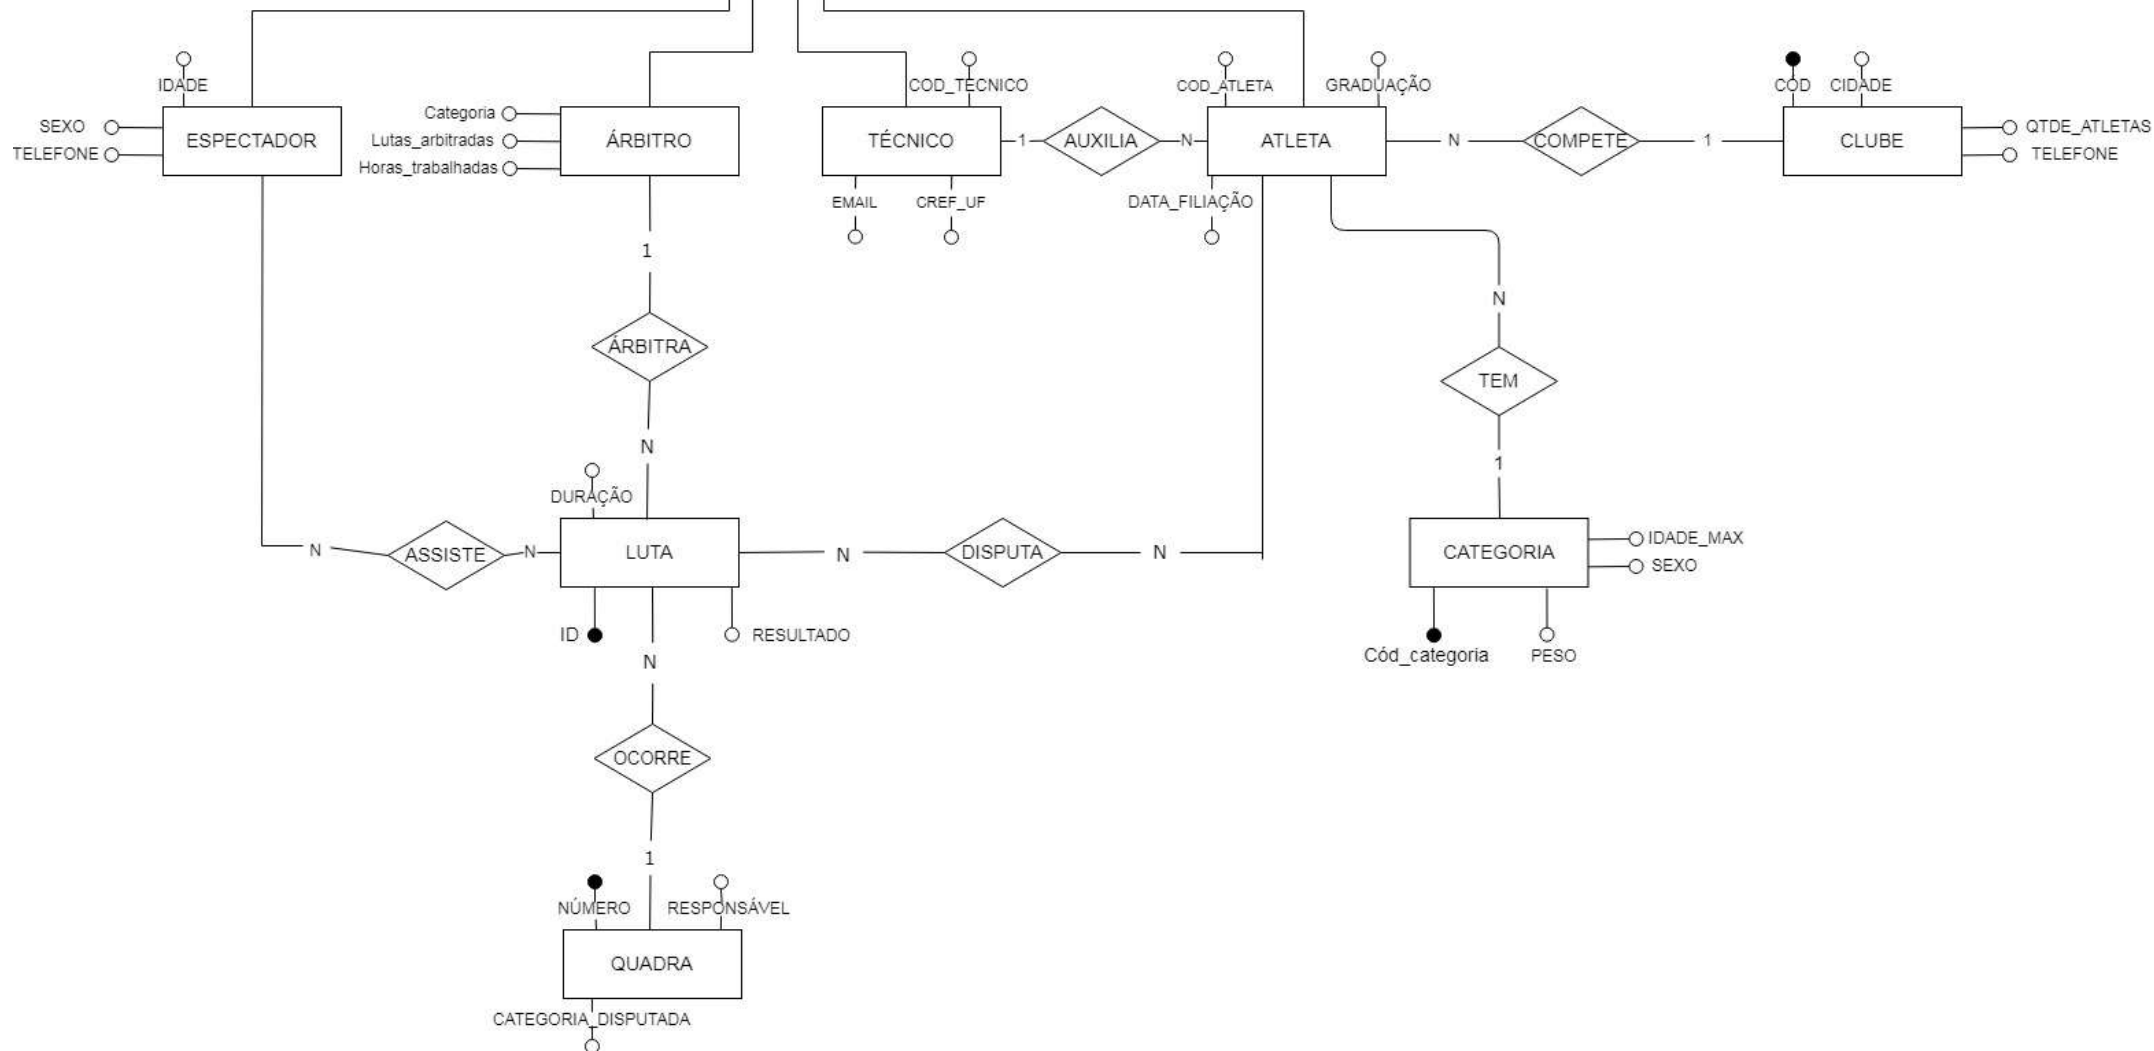 IDADE
SEXO
TELEFONE
ESPECTADOR
Categoria
Lutas_arbitradas
Horas_trabalhadas
ÁRBITRO
COD_TECNICO
TÉCNICO
EMAIL
CREF_UF
1
AUXILIA
N
COD_ATLETA
GRADUAÇÃO
ATLETA
DATA_FILIAÇÃO
N
COMPETE
1
COD
CIDADE
CLUBE
QTDE_ATLETAS
TELEFONE
1
ÁRBITRA
N
N
TEM
1
DURAÇÃO
N
ASSISTE
N
LUTA
N
DISPUTA
N
CATEGORIA
IDADE_MAX
SEXO
ID
RESULTADO
Cód_categoria
PESO
N
OCORRE
1
NÚMERO
RESPONSÁVEL
QUADRA
CATEGORIA_DISPUTADA